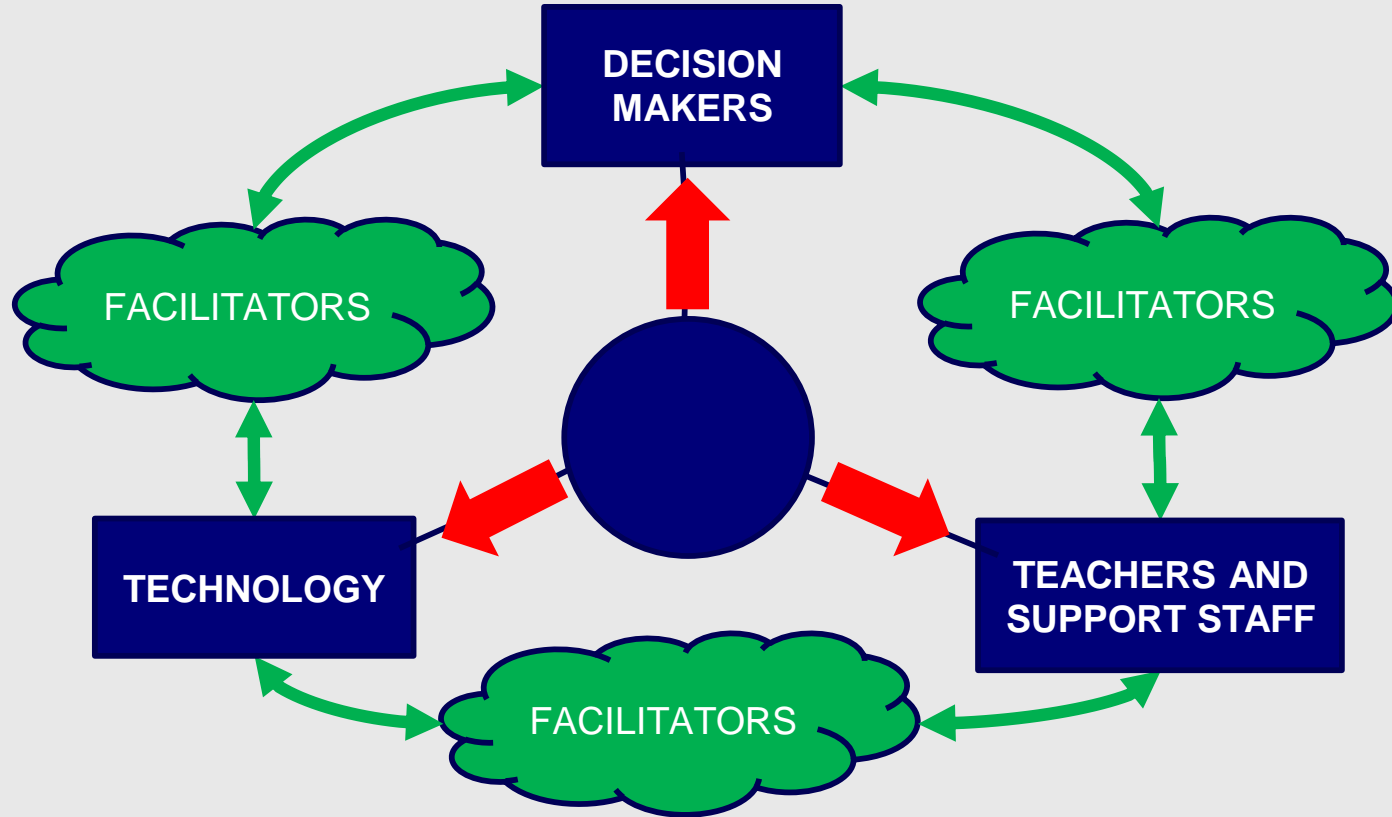 DECISION
MAKERS
FACILITATORS
FACILITATORS
TECHNOLOGY
TEACHERS AND
SUPPORT STAFF
FACILITATORS